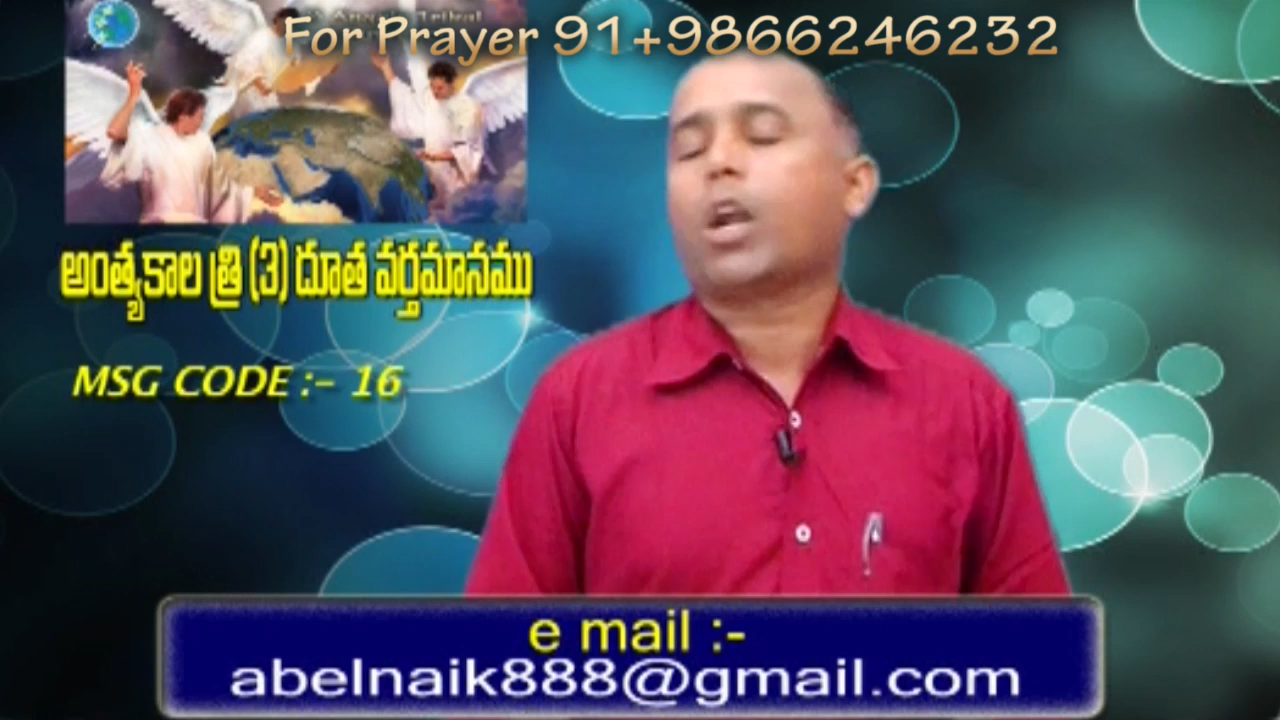 For Prayer 91+9866246232
అంత్యకాల త్రి (3) దూత వర్తమానము
MSG CODE :- 16
e mail :-
abelnaik888@gmail.com